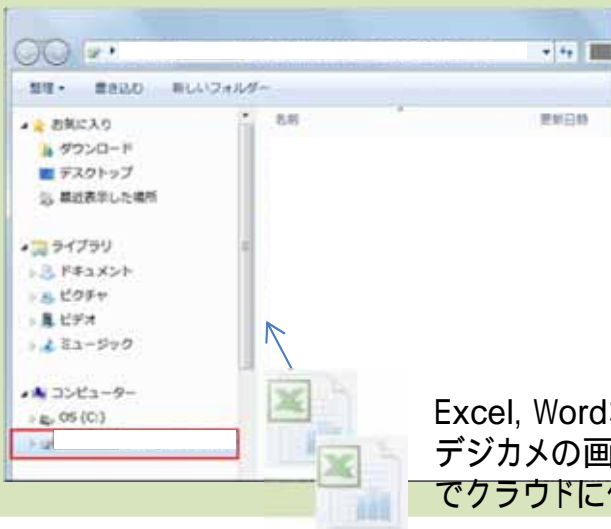 整理 書き込む 新しいフォルダー
名前 更新日時
お気に入り
ダウンロード
デスクトップ
最近表示した場所
ライブラリ
ドキュメント
ピクチャ
ビデオ
ミュージック
コンピューター
OS (C:)
Excel, Word
デジカメの画
でクラウドに